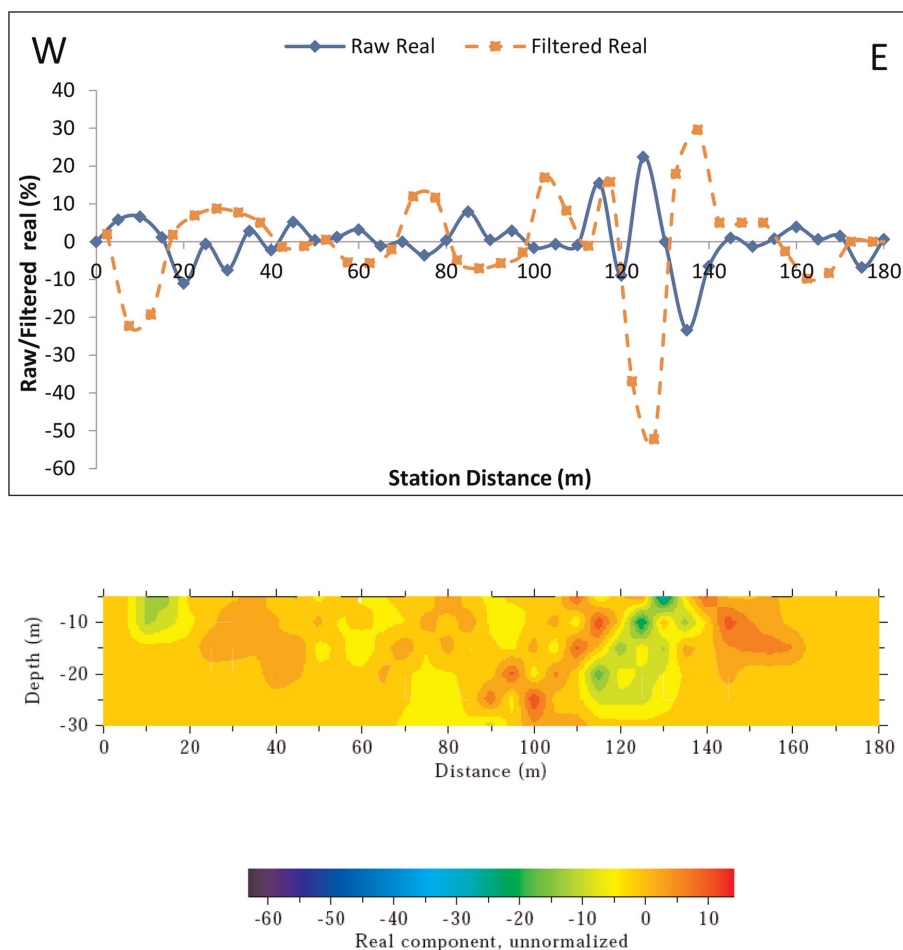 W
Raw Real
Filtered Real
E
Raw/Filtered real (%)
40
30
20
10
0
-10
-20
-30
-40
-50
-60
0 20 40 60 80 100 120 140 160 180
Station Distance (m)
Depth (m)
-10
-20
-30
0 20 40 60 80 100 120 140 160 180
Distance (m)
-60 -50 -40 -30 -20 -10 0 10
Real component, unnormalized